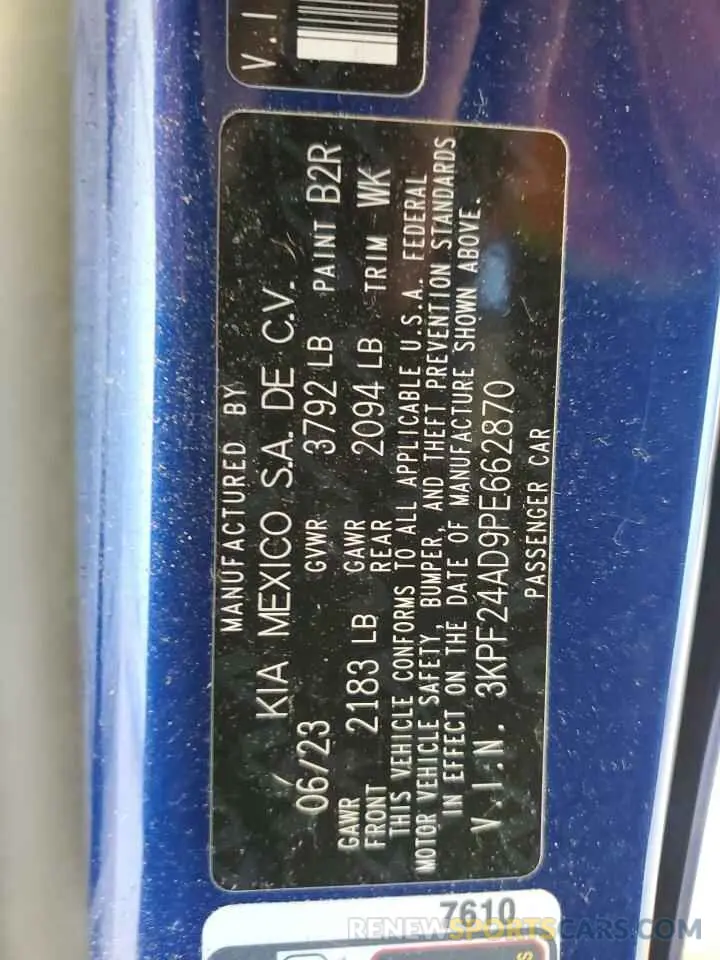 V.I
MANUFACTURED BY
KIA MEXICO S.A. DE C.V.
06/23 GVWR 3792 LB PAINT B2R
GAWR FRONT 2183 LB GAWR REAR 2094 LB TRIM WK
THIS VEHICLE CONFORMS TO ALL APPLICABLE U.S.A. FEDERAL
MOTOR VEHICLE SAFETY, BUMPER, AND THEFT PREVENTION STANDARDS
IN EFFECT ON THE DATE OF MANUFACTURE SHOWN ABOVE.
V.I.N. 3KPF24AD9PE662870
PASSENGER CAR
7610
RENEWSPORTSCARS.COM